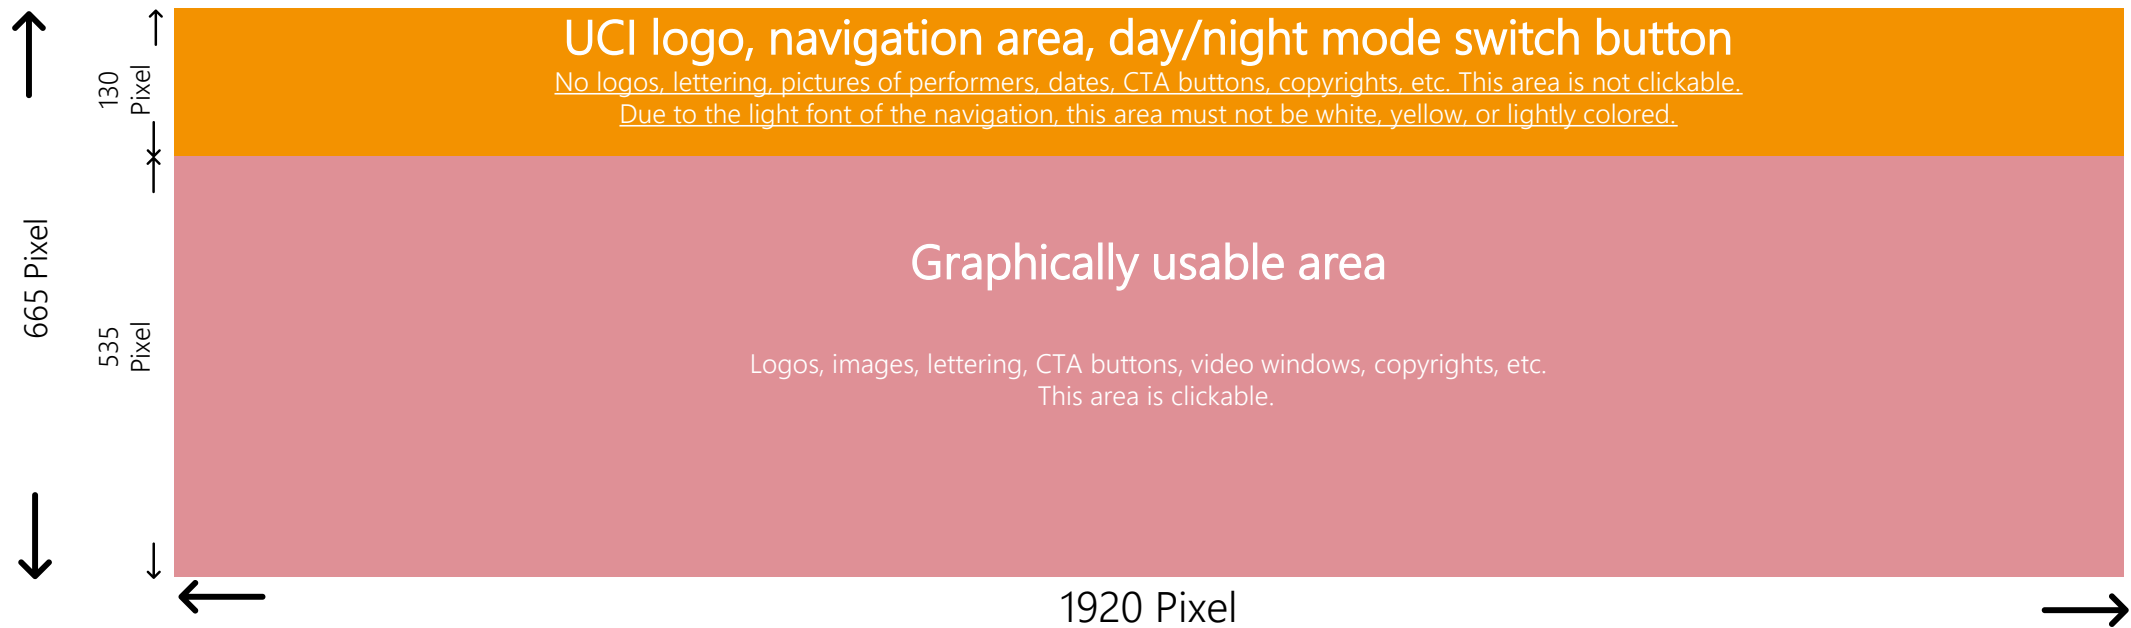 UCI logo, navigation area, day/night mode switch button
No logos, lettering, pictures of performers, dates, CTA buttons, copyrights, etc. This area is not clickable.
Due to the light font of the navigation, this area must not be white, yellow, or lightly colored.
130
Pixel
665 Pixel
Graphically usable area
535
Pixel
Logos, images, lettering, CTA buttons, video windows, copyrights, etc.
This area is clickable.
1920 Pixel